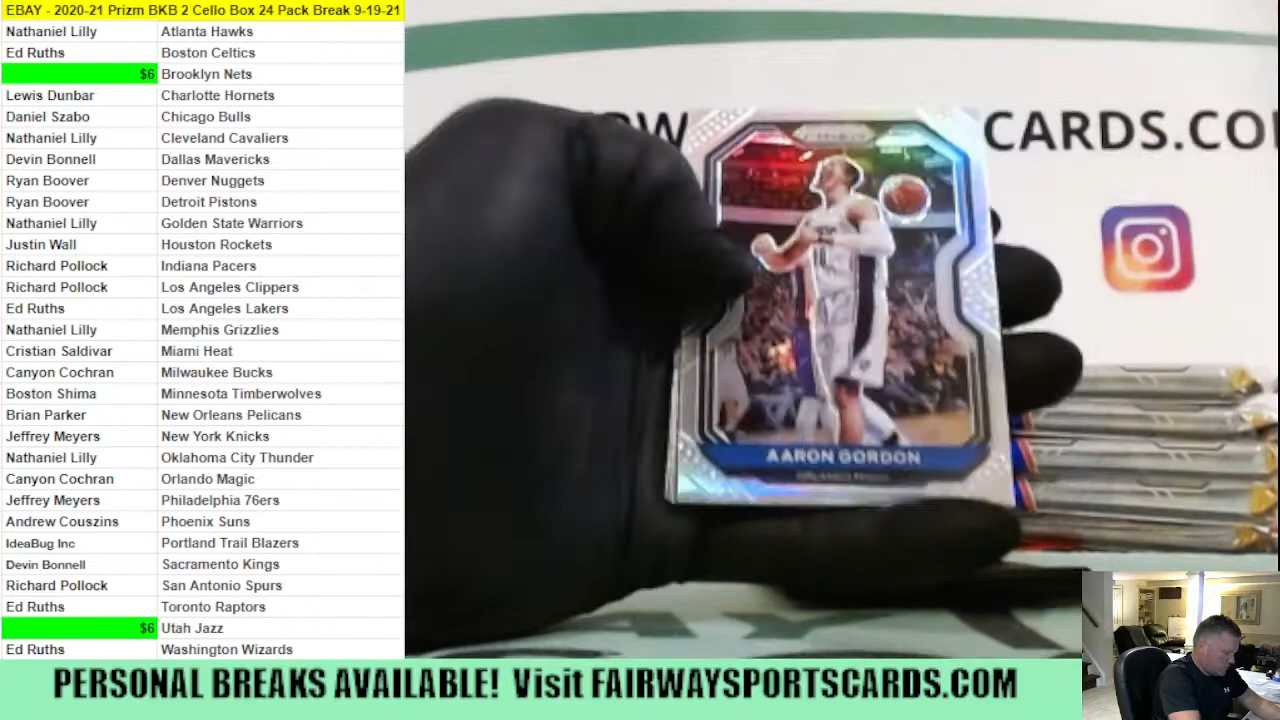 EBAY - 2020-21 Prizm BKB 2 Cello Box 24 Pack Break 9-19-21
Nathaniel Lilly Atlanta Hawks
Ed Ruths Boston Celtics
$6 Brooklyn Nets
Lewis Dunbar Charlotte Hornets
Daniel Szabo Chicago Bulls
Nathaniel Lilly Cleveland Cavaliers
Devin Bonnell Dallas Mavericks
Ryan Boover Denver Nuggets
Ryan Boover Detroit Pistons
Nathaniel Lilly Golden State Warriors
Justin Wall Houston Rockets
Richard Pollock Indiana Pacers
Richard Pollock Los Angeles Clippers
Ed Ruths Los Angeles Lakers
Nathaniel Lilly Memphis Grizzlies
Cristian Saldivar Miami Heat
Canyon Cochran Milwaukee Bucks
Boston Shima Minnesota Timberwolves
Brian Parker New Orleans Pelicans
Jeffrey Meyers New York Knicks
Nathaniel Lilly Oklahoma City Thunder
Canyon Cochran Orlando Magic
Jeffrey Meyers Philadelphia 76ers
Andrew Couszins Phoenix Suns
IdeaBug Inc Portland Trail Blazers
Devin Bonnell Sacramento Kings
Richard Pollock San Antonio Spurs
Ed Ruths Toronto Raptors
$6 Utah Jazz
Ed Ruths Washington Wizards
CARDS.CO
AARON GORDON
ORLANDO MAGIC
PERSONAL BREAKS AVAILABLE! Visit FAIRWAYSPORTSCARDS.COM